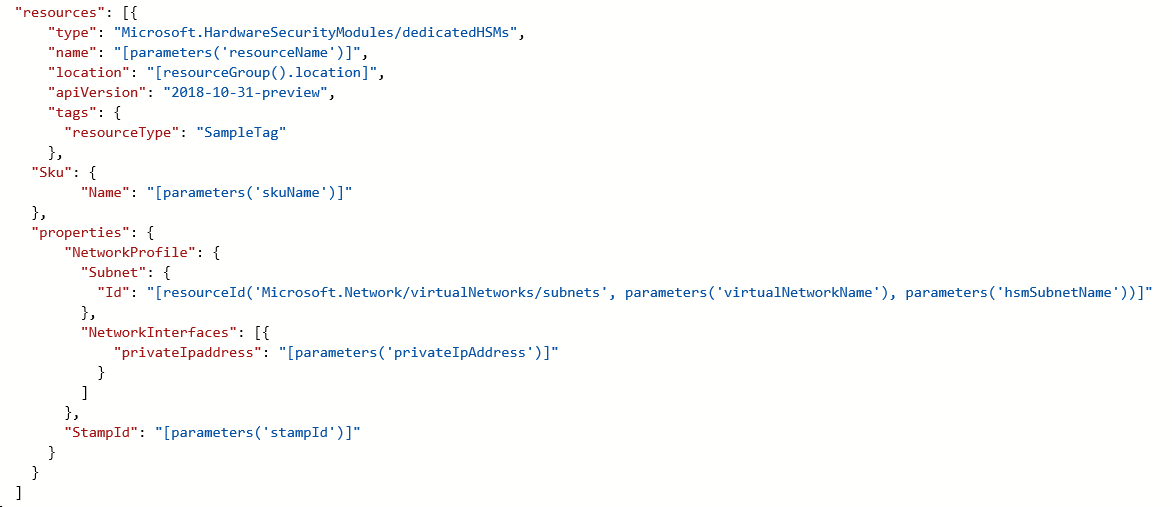 "resources": [{
"type": "Microsoft.HardwareSecurityModules/dedicatedHSMs",
"name": "[parameters('resourceName')]",
"location": "[resourceGroup().location]",
"apiVersion": "2018-10-31-preview",
"tags": {
"resourceType": "SampleTag"
},
"Sku": {
"Name": "[parameters('skuName')]"
},
"properties": {
"NetworkProfile": {
"Subnet": {
"Id": "[resourceId('Microsoft.Network/virtualNetworks/subnets', parameters('virtualNetworkName'), parameters('hsmSubnetName'))]"
},
"NetworkInterfaces": [{
"privateIpaddress": "[parameters('privateIpAddress')]"
}
]
},
"StampId": "[parameters('stampId')]"
}
}
]